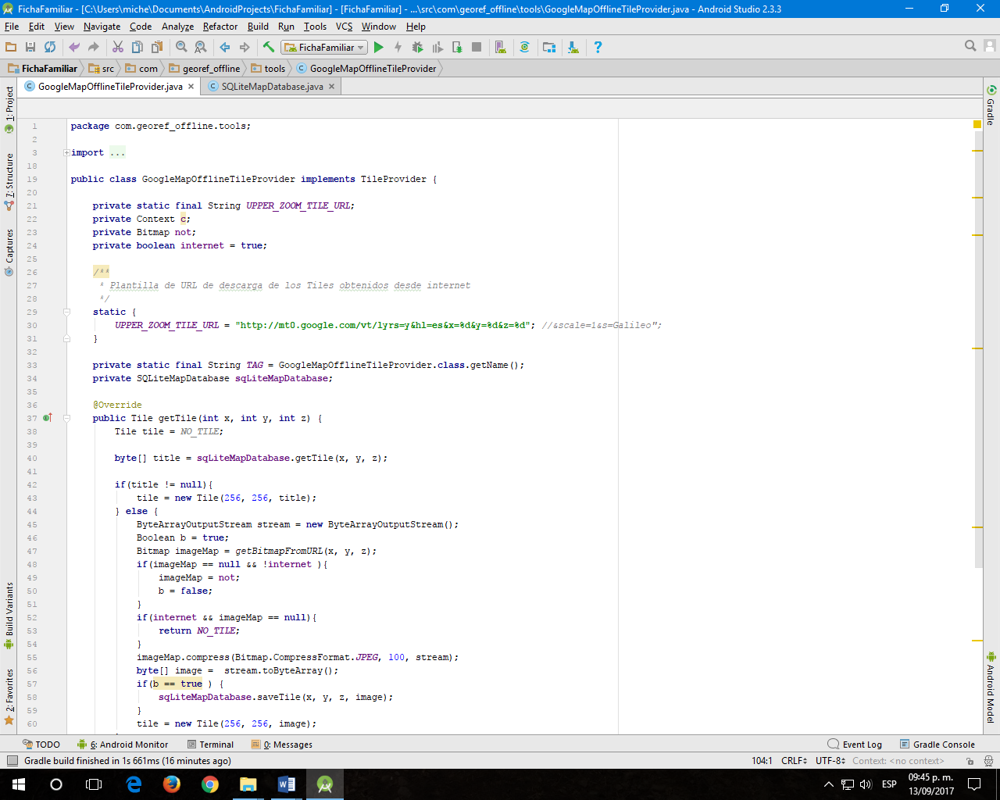 FichaFamiliar - [C:\Users\miche\Documents\AndroidProjects\FichaFamiliar] - [FichaFamiliar] - ...\src\com\georef_offline\tools\GoogleMapOfflineTileProvider.java - Android Studio 2.3.3
File Edit View Navigate Code Analyze Refactor Build Run Tools VCS Window Help
FichaFamiliar
FichaFamiliar src com georef_offline tools GoogleMapOfflineTileProvider
GoogleMapOfflineTileProvider.java SQLiteMapDatabase.java
1: Project
7: Structure
Captures
Build Variants
2: Favorites
Gradle
Android Model
1 package com.georef_offline.tools;
2
3 import ...
18
19 public class GoogleMapOfflineTileProvider implements TileProvider {
20
21 private static final String UPPER_ZOOM_TILE_URL;
22 private Context c;
23 private Bitmap not;
24 private boolean internet = true;
25
26 /**
27 * Plantilla de URL de descarga de los Tiles obtenidos desde internet
28 */
29 static {
30 UPPER_ZOOM_TILE_URL = "http://mt0.google.com/vt/lyrs=y&hl=es&x=%d&y=%d&z=%d"; //&scale=1&s=Galileo";
31 }
32
33 private static final String TAG = GoogleMapOfflineTileProvider.class.getName();
34 private SQLiteMapDatabase sqLiteMapDatabase;
35
36 @Override
37 public Tile getTile(int x, int y, int z) {
38 Tile tile = NO_TILE;
39
40 byte[] title = sqLiteMapDatabase.getTile(x, y, z);
41
42 if(title != null){
43 tile = new Tile(256, 256, title);
44 } else {
45 ByteArrayOutputStream stream = new ByteArrayOutputStream();
46 Boolean b = true;
47 Bitmap imageMap = getBitmapFromURL(x, y, z);
48 if(imageMap == null && !internet ){
49 imageMap = not;
50 b = false;
51 }
52 if(internet && imageMap == null){
53 return NO_TILE;
54 }
55 imageMap.compress(Bitmap.CompressFormat.JPEG, 100, stream);
56 byte[] image =  stream.toByteArray();
57 if(b == true ) {
58 sqLiteMapDatabase.saveTile(x, y, z, image);
59 }
60 tile = new Tile(256, 256, image);
TODO 6: Android Monitor Terminal 0: Messages Event Log Gradle Console
Gradle build finished in 1s 661ms (16 minutes ago) 104:1 CRLF UTF-8 Context: <no context>
ESP 09:45 p. m.
13/09/2017